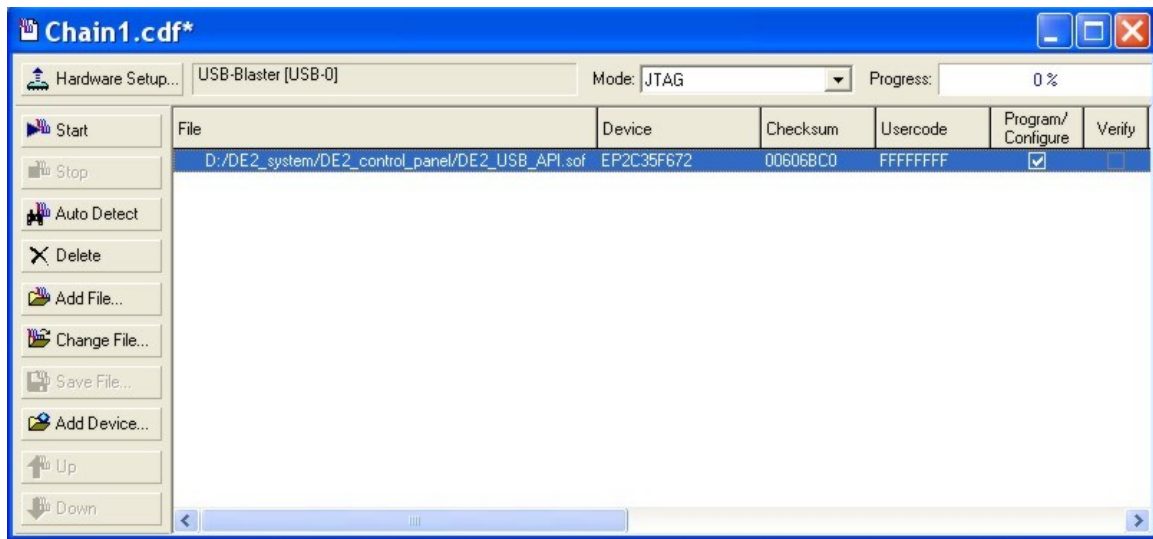 Chain1.cdf*
Hardware Setup... USB-Blaster [USB-0] Mode: JTAG Progress: 0 %
Start
Stop
Auto Detect
Delete
Add File...
Change File...
Save File...
Add Device...
Up
Down
File Device Checksum Usercode Program/
Configure Verify
D:/DE2_system/DE2_control_panel/DE2_USB_API.sof EP2C35F672 00606BC0 FFFFFFFF